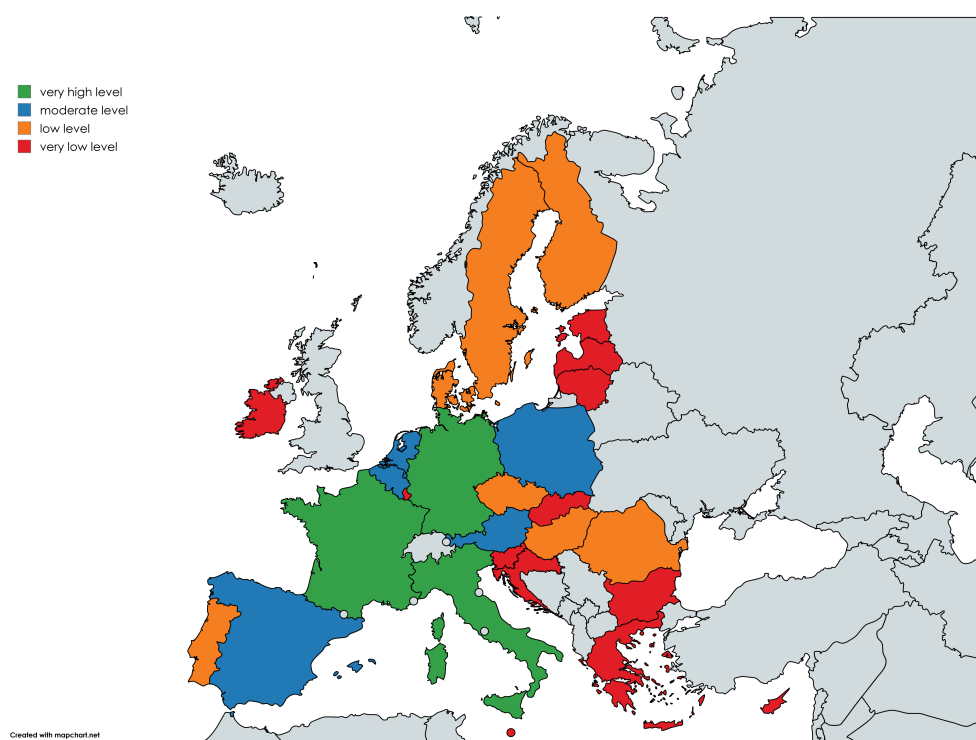 very high level
moderate level
low level
very low level
Created with mapchart.net